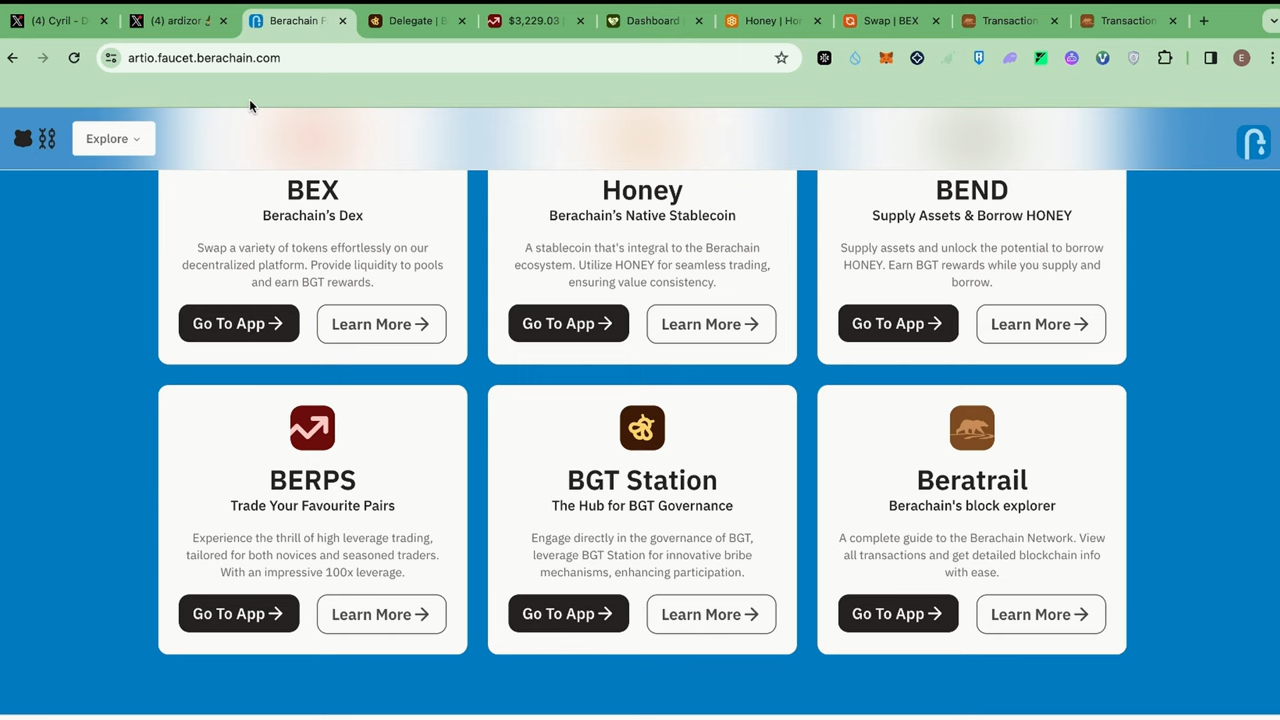 (4) Cyril - D
(4) ardizor
Berachain F
Delegate | B
$3,229.03 |
Dashboard
Honey | Hor
Swap | BEX
Transaction
Transaction
artio.faucet.berachain.com
E
Explore
BEX
Berachain's Dex
Swap a variety of tokens effortlessly on our
decentralized platform. Provide liquidity to pools
and earn BGT rewards.
Go To App →
Learn More →
Honey
Berachain's Native Stablecoin
A stablecoin that's integral to the Berachain
ecosystem. Utilize HONEY for seamless trading,
ensuring value consistency.
Go To App →
Learn More →
BEND
Supply Assets & Borrow HONEY
Supply assets and unlock the potential to borrow
HONEY. Earn BGT rewards while you supply and
borrow.
Go To App →
Learn More →
BERPS
Trade Your Favourite Pairs
Experience the thrill of high leverage trading,
tailored for both novices and seasoned traders.
With an impressive 100x leverage.
Go To App →
Learn More →
BGT Station
The Hub for BGT Governance
Engage directly in the governance of BGT,
leverage BGT Station for innovative bribe
mechanisms, enhancing participation.
Go To App →
Learn More →
Beratrail
Berachain's block explorer
A complete guide to the Berachain Network. View
all transactions and get detailed blockchain info
with ease.
Go To App →
Learn More →